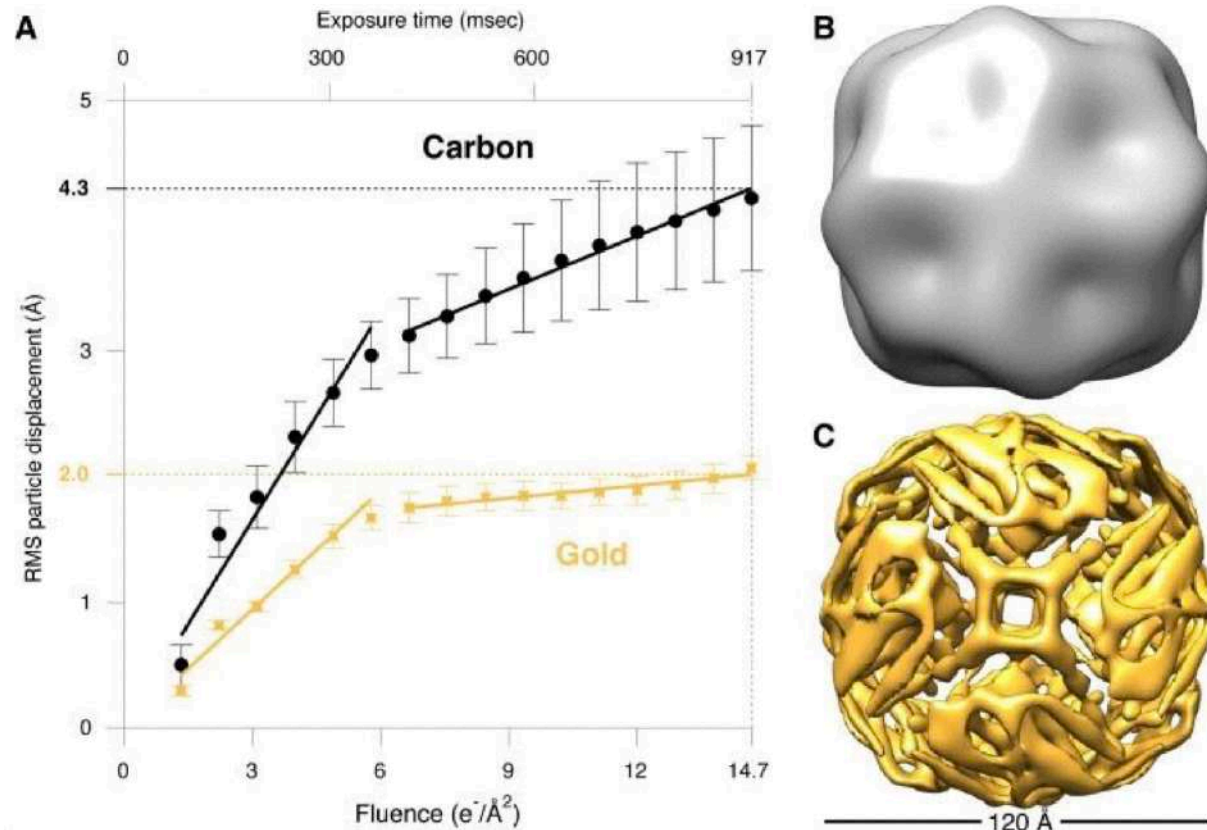 A
Exposure time (msec)
0 300 600 917
5
Carbon
4.3
3
2.0
Gold
1
0
RMS particle displacement (Å)
0 3 6 9 12 14.7
Fluence (e⁻/Å²)
B
C
120 Å